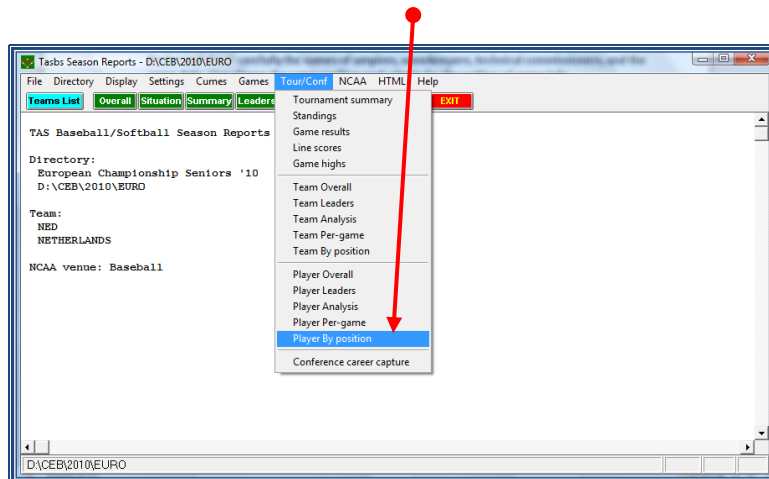 Tasbs Season Reports - D:\CEB\2010\EURO
File Directory Display Settings Cumes Games Tour/Conf NCAA HTML Help
Teams List Overall Situation Summary Leaders EXIT
TAS Baseball/Softball Season Reports
Directory:
European Championship Seniors '10
D:\CEB\2010\EURO
Team:
NED
NETHERLANDS
NCAA venue: Baseball
Tournament summary
Standings
Game results
Line scores
Game highs
Team Overall
Team Leaders
Team Analysis
Team Per-game
Team By position
Player Overall
Player Leaders
Player Analysis
Player Per-game
Player By position
Conference career capture
D:\CEB\2010\EURO